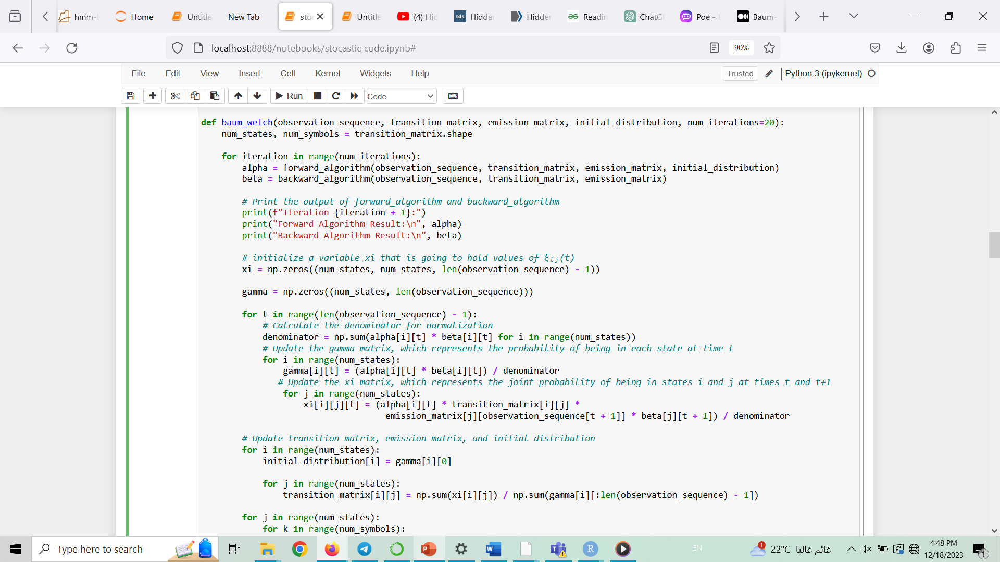 hmm-
Home
Untitle
New Tab
sto
Untitle
(4) Hid
tds
Hidde
Hidde
Readin
ChatG
Poe -
Baum-
localhost:8888/notebooks/stocastic code.ipynb#
90%
File Edit View Insert Cell Kernel Widgets Help
Trusted
Python 3 (ipykernel)
Run
Code
def baum_welch(observation_sequence, transition_matrix, emission_matrix, initial_distribution, num_iterations=20):
num_states, num_symbols = transition_matrix.shape
for iteration in range(num_iterations):
alpha = forward_algorithm(observation_sequence, transition_matrix, emission_matrix, initial_distribution)
beta = backward_algorithm(observation_sequence, transition_matrix, emission_matrix)
# Print the output of forward_algorithm and backward_algorithm
print(f"Iteration {iteration + 1}:")
print("Forward Algorithm Result:\n", alpha)
print("Backward Algorithm Result:\n", beta)
# initialize a variable xi that is going to hold values of ξᵢⱼ(t)
xi = np.zeros((num_states, num_states, len(observation_sequence) - 1))
gamma = np.zeros((num_states, len(observation_sequence)))
for t in range(len(observation_sequence) - 1):
# Calculate the denominator for normalization
denominator = np.sum(alpha[i][t] * beta[i][t] for i in range(num_states))
# Update the gamma matrix, which represents the probability of being in each state at time t
for i in range(num_states):
gamma[i][t] = (alpha[i][t] * beta[i][t]) / denominator
# Update the xi matrix, which represents the joint probability of being in states i and j at times t and t+1
for j in range(num_states):
xi[i][j][t] = (alpha[i][t] * transition_matrix[i][j] *
emission_matrix[j][observation_sequence[t + 1]] * beta[j][t + 1]) / denominator
# Update transition matrix, emission matrix, and initial distribution
for i in range(num_states):
initial_distribution[i] = gamma[i][0]
for j in range(num_states):
transition_matrix[i][j] = np.sum(xi[i][j]) / np.sum(gamma[i][:len(observation_sequence) - 1])
for j in range(num_states):
for k in range(num_symbols):
Type here to search
EN
1
22°C غائم غالبًا
4:48 PM
12/18/2023
1